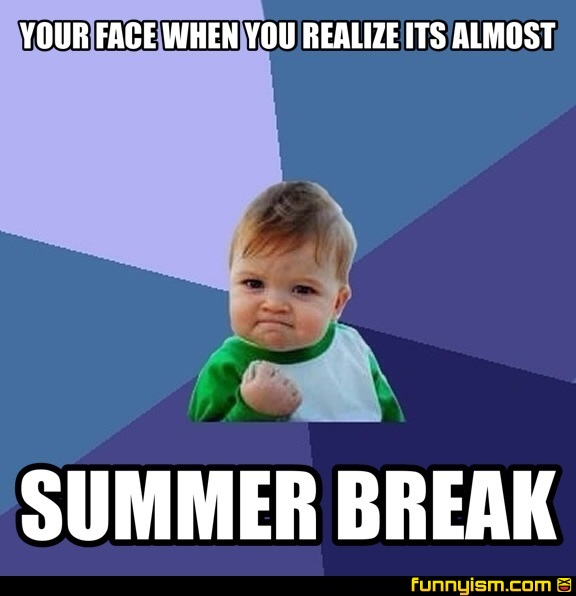 YOUR FACE WHEN YOU REALIZE ITS ALMOST
SUMMER BREAK
funnyism.com